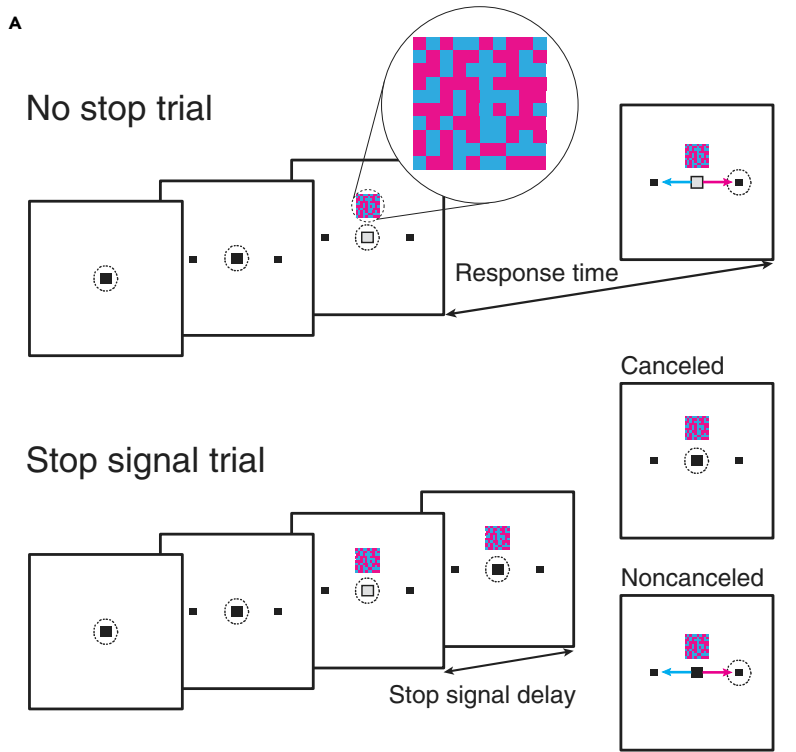 A
No stop trial
Response time
Canceled
Stop signal trial
Noncanceled
Stop signal delay